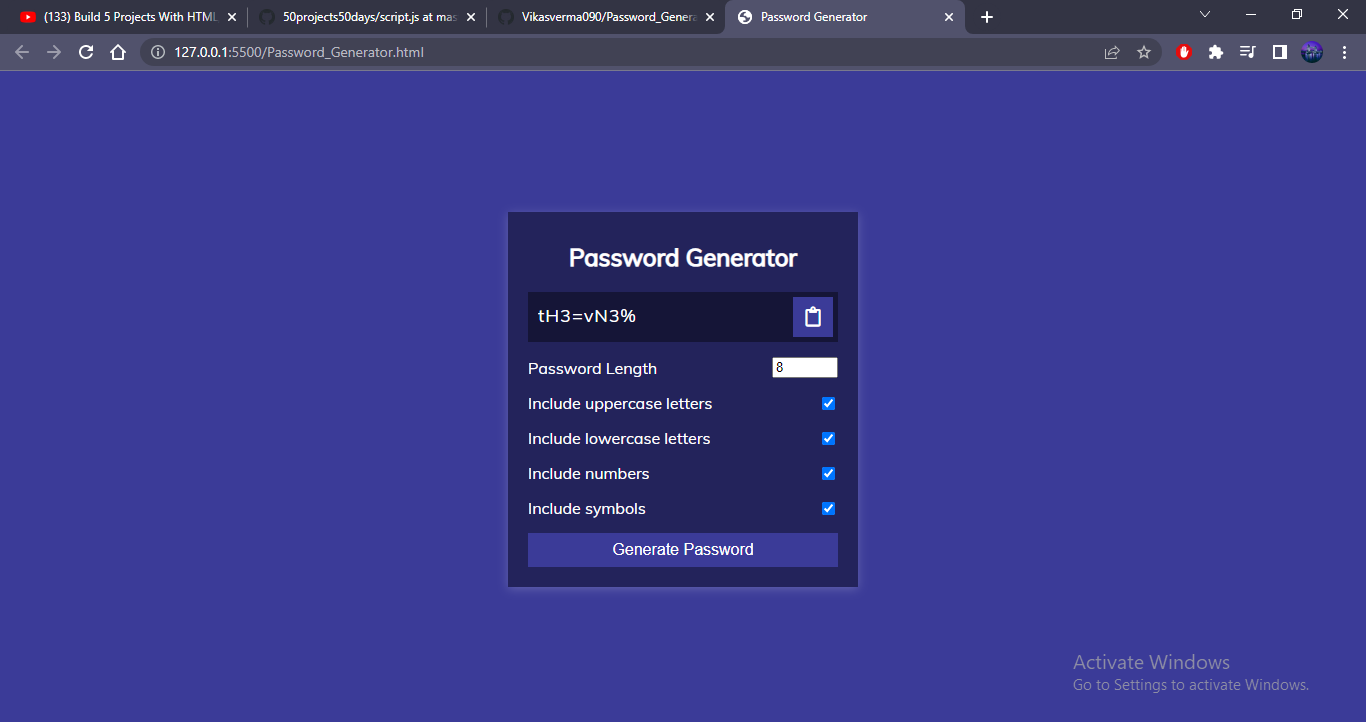 (133) Build 5 Projects With HTML
50projects50days/script.js at mas
Vikasverma090/Password_Genera
Password Generator
127.0.0.1:5500/Password_Generator.html
Password Generator
tH3=vN3%
Password Length 8
Include uppercase letters
Include lowercase letters
Include numbers
Include symbols
Generate Password
Activate Windows
Go to Settings to activate Windows.